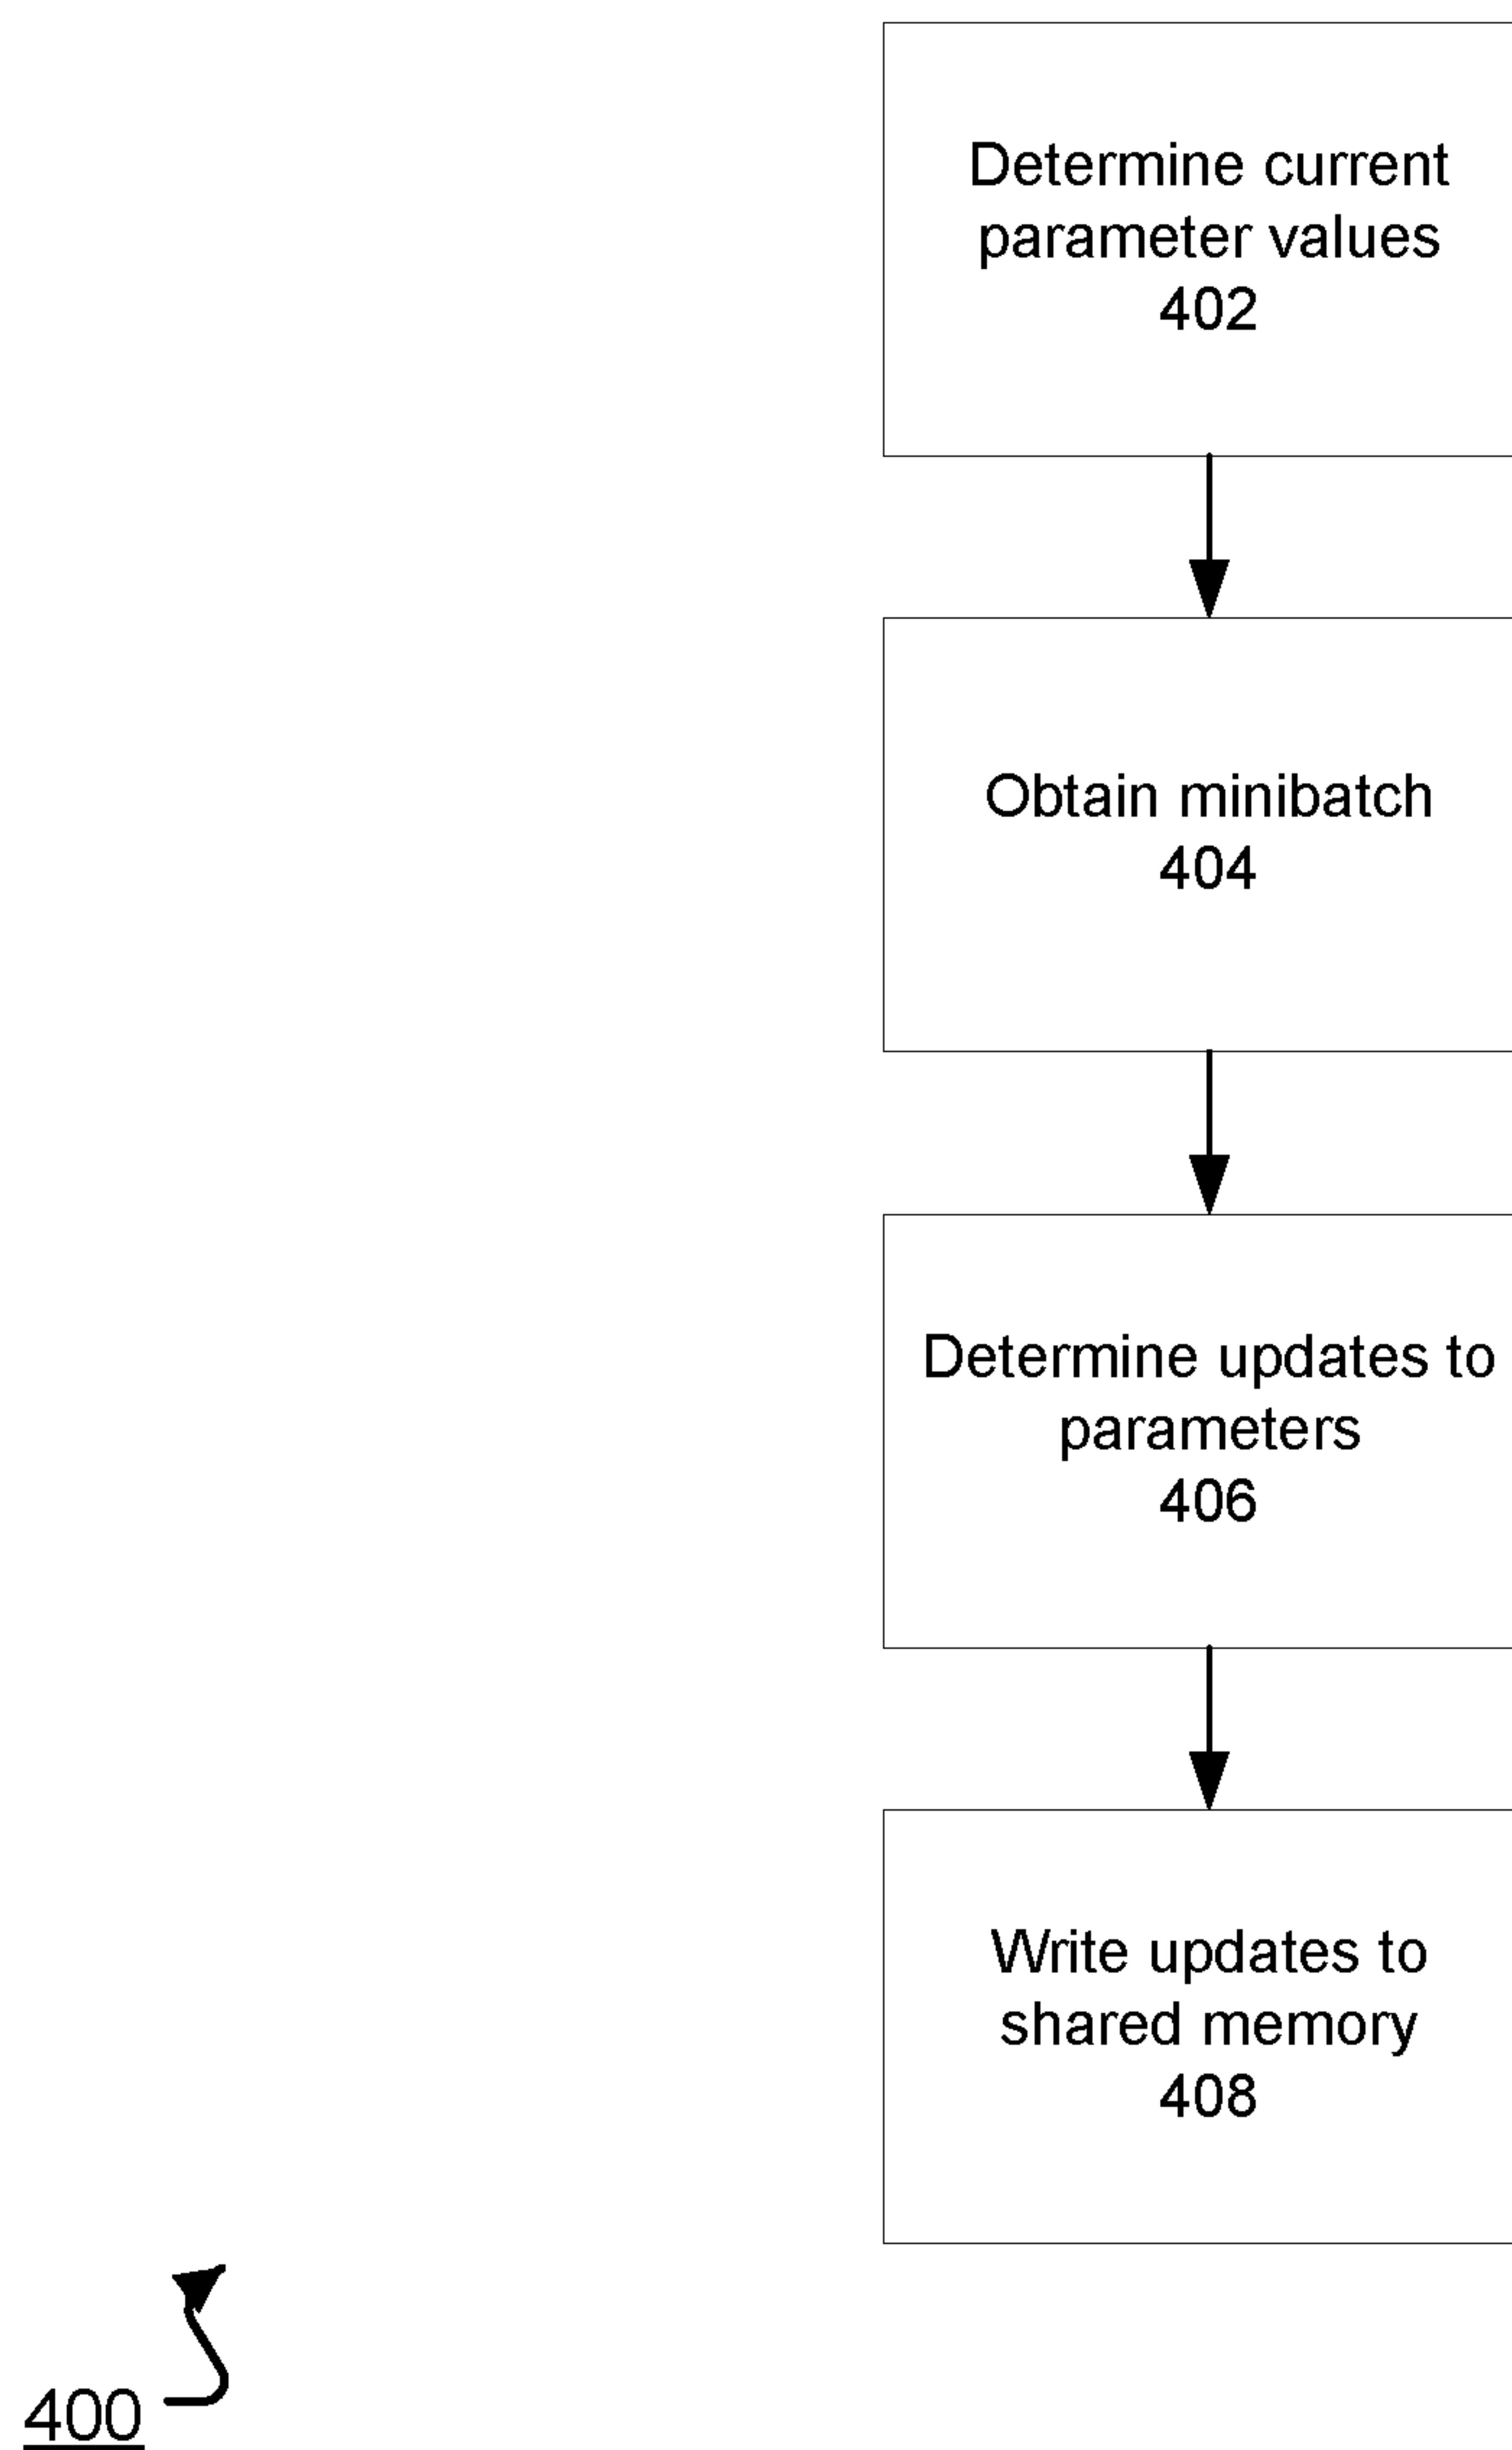 Determine current
parameter values
402
Obtain minibatch
404
Determine updates to
parameters
406
Write updates to
shared memory
408
400